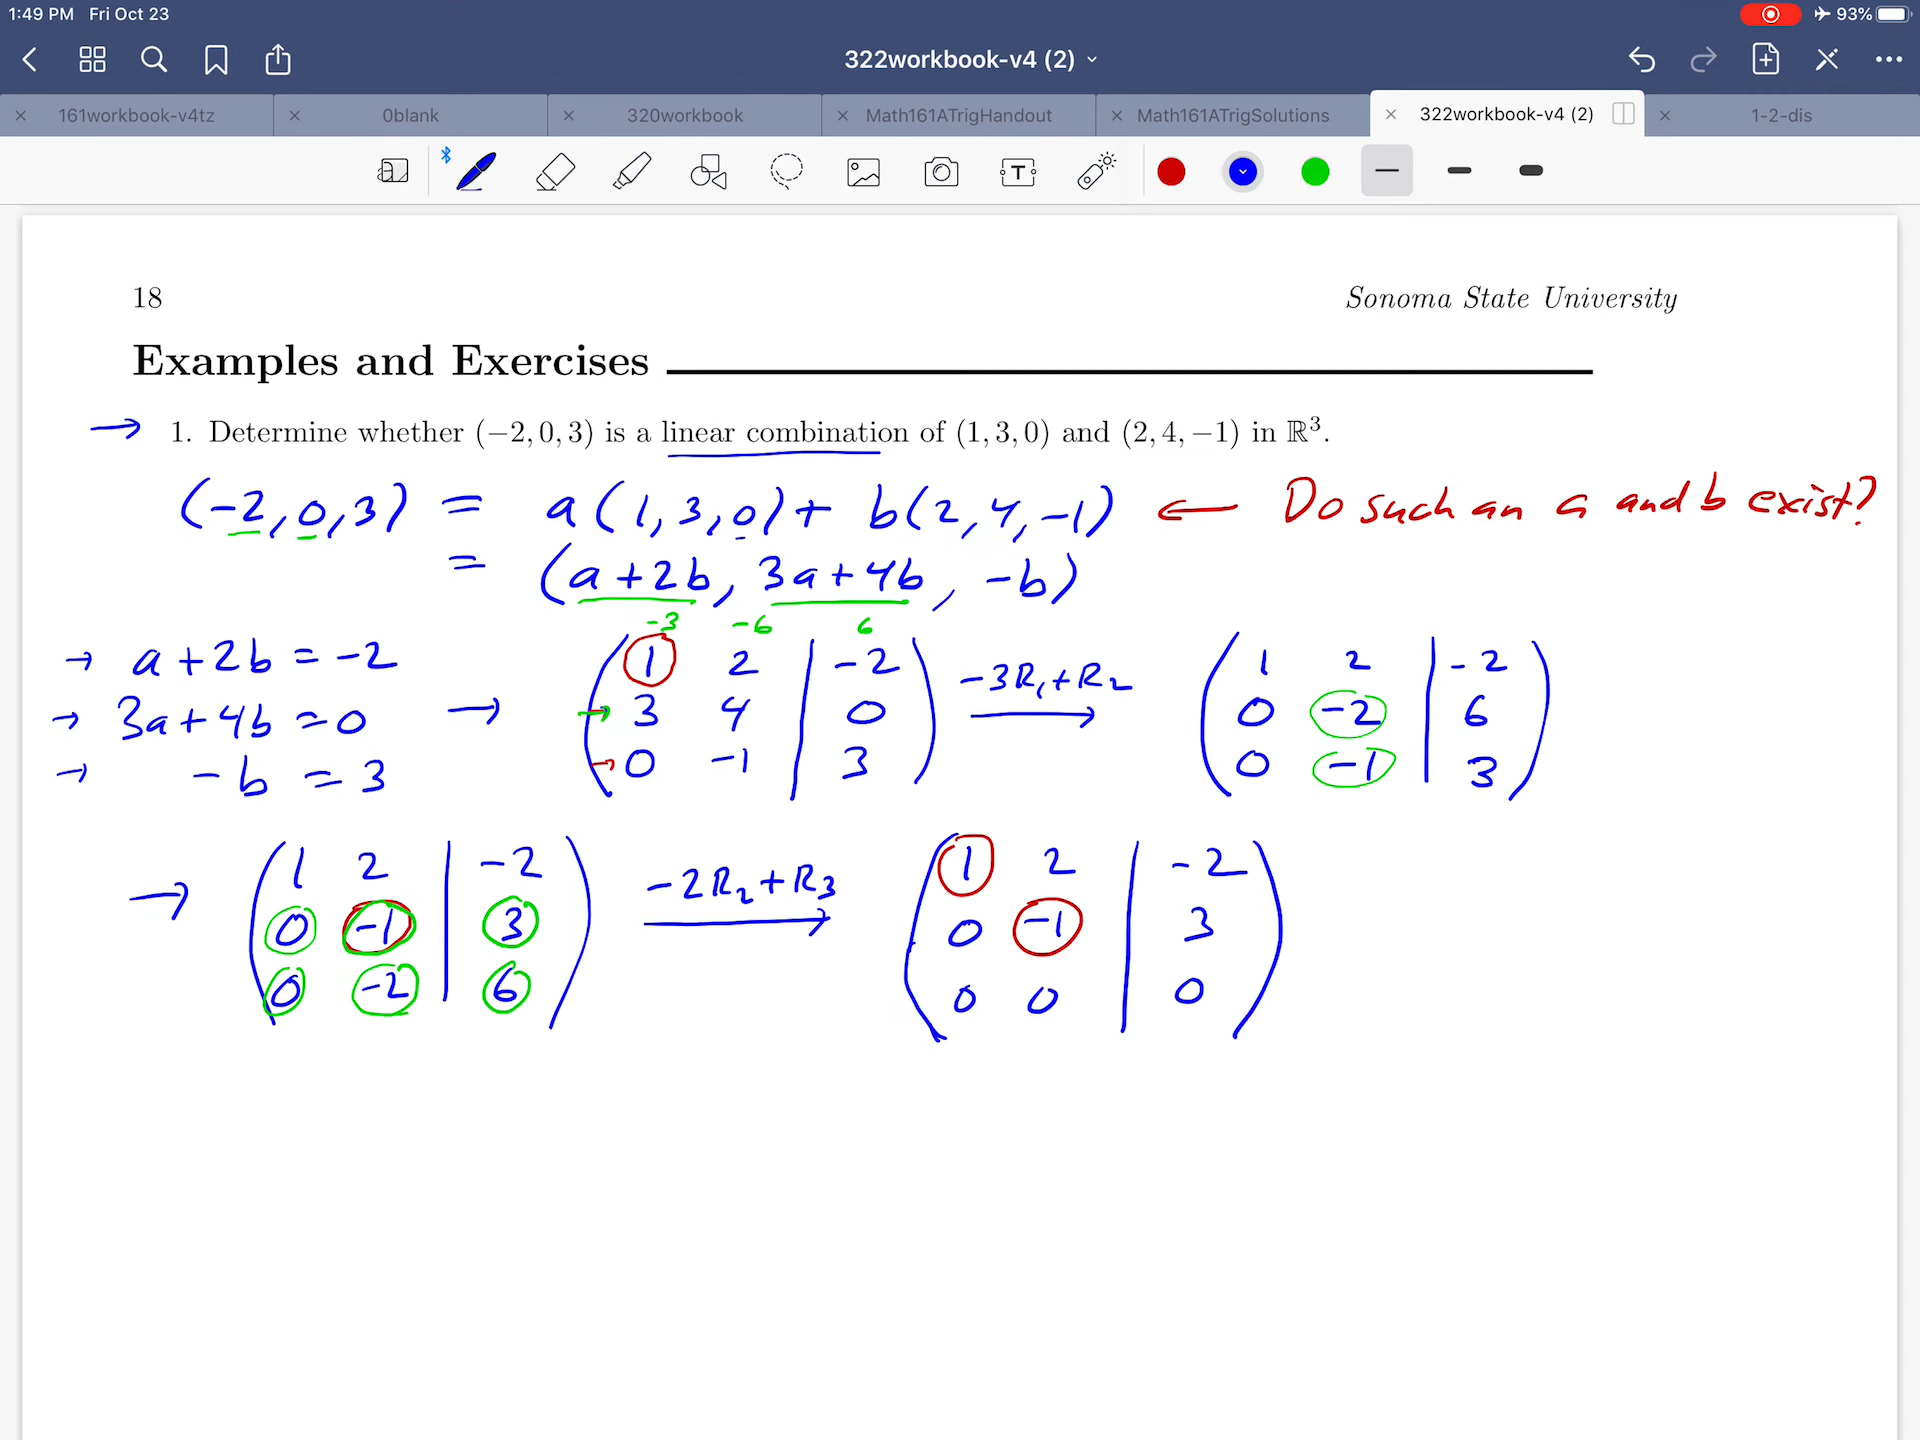 1:49 PM Fri Oct 23 93%
322workbook-v4 (2)
161workbook-v4tz 0blank 320workbook Math161ATrigHandout Math161ATrigSolutions 322workbook-v4 (2) 1-2-dis
18 Sonoma State University
Examples and Exercises
→ 1. Determine whether (−2, 0, 3) is a linear combination of (1, 3, 0) and (2, 4, −1) in ℝ³.
(-2,0,3) = a(1,3,0)+ b(2,4,-1) ← Do such an a and b exist?
= (a+2b, 3a+4b, -b)
-3 -6 6
→ a+2b=-2 ( 1 2 | -2 ) -3R₁+R₂ ( 1 2 | -2 )
→ 3a+4b=0 → ( → 3 4 | 0 ) → ( 0 -2 | 6 )
→ -b=3 ( → 0 -1 | 3 ) ( 0 -1 | 3 )
( 1 2 | -2 ) -2R₂+R₃ ( 1 2 | -2 )
→ ( 0 -1 | 3 ) → ( 0 -1 | 3 )
( 0 -2 | 6 ) ( 0 0 | 0 )